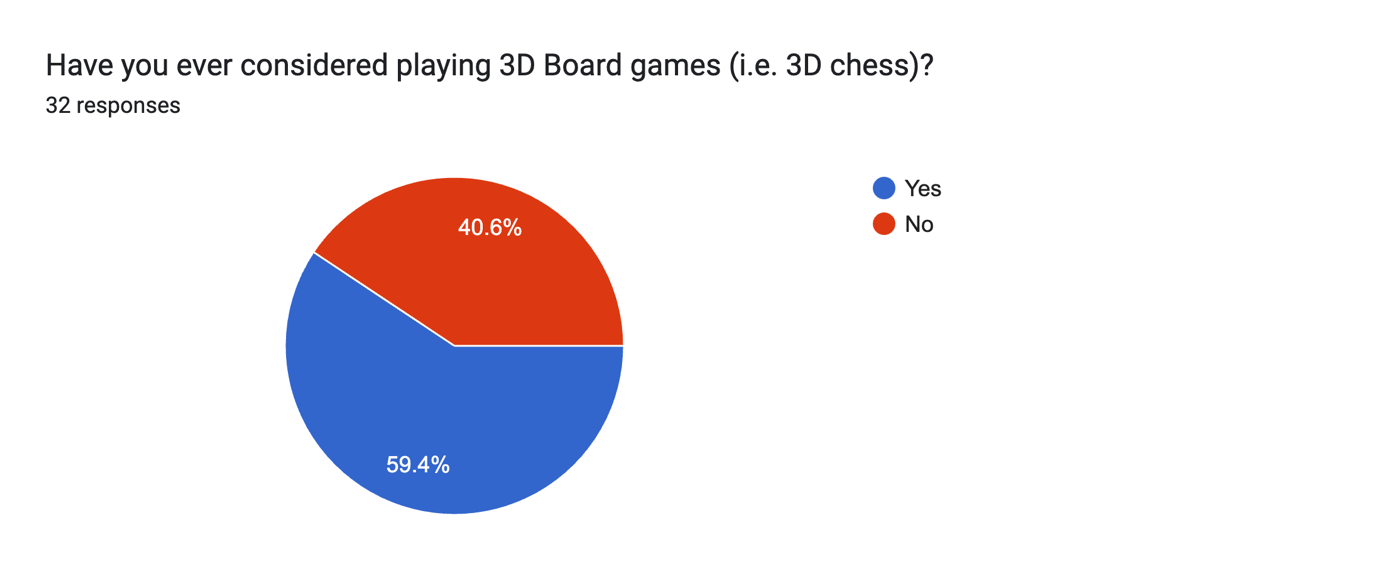 Have you ever considered playing 3D Board games (i.e. 3D chess)?
32 responses
Yes
No
40.6%
59.4%